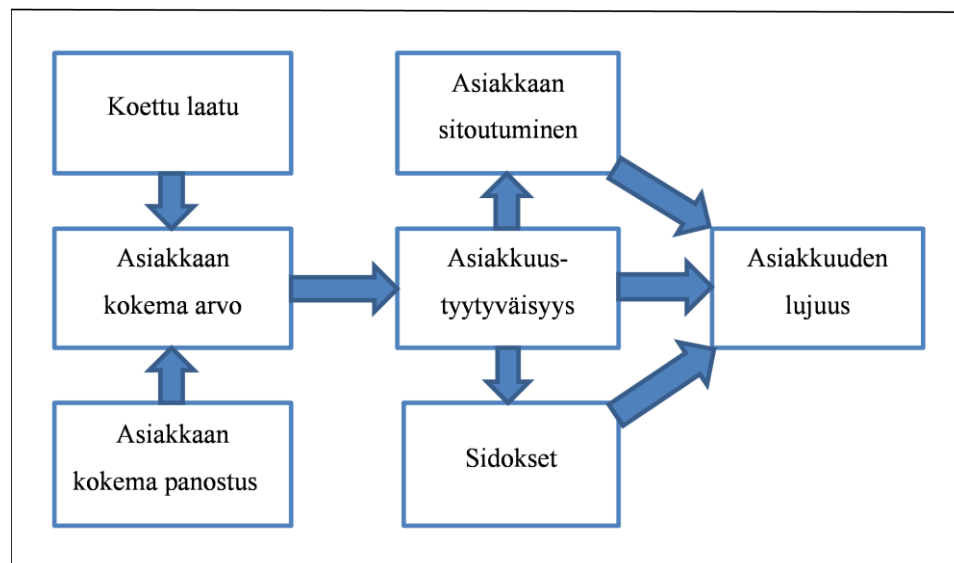 Koettu laatu
Asiakkaan
kokema arvo
Asiakkaan
kokema panostus
Asiakkaan
sitoutuminen
Asiakkuus-
tyytyväisyys
Sidokset
Asiakkuuden
lujuus